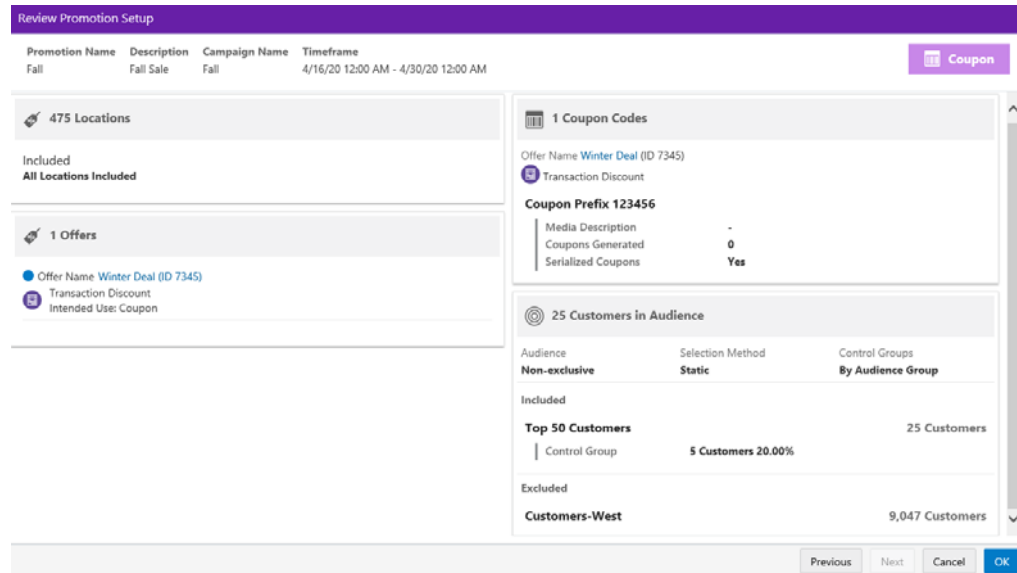 Review Promotion Setup
Promotion Name Description Campaign Name Timeframe
Fall Fall Sale Fall 4/16/20 12:00 AM - 4/30/20 12:00 AM
Coupon
475 Locations
Included
All Locations Included
1 Offers
Offer Name Winter Deal (ID 7345)
Transaction Discount
Intended Use: Coupon
1 Coupon Codes
Offer Name Winter Deal (ID 7345)
Transaction Discount
Coupon Prefix 123456
Media Description -
Coupons Generated 0
Serialized Coupons Yes
25 Customers in Audience
Audience Selection Method Control Groups
Non-exclusive Static By Audience Group
Included
Top 50 Customers 25 Customers
Control Group 5 Customers 20.00%
Excluded
Customers-West 9,047 Customers
Previous Next Cancel OK